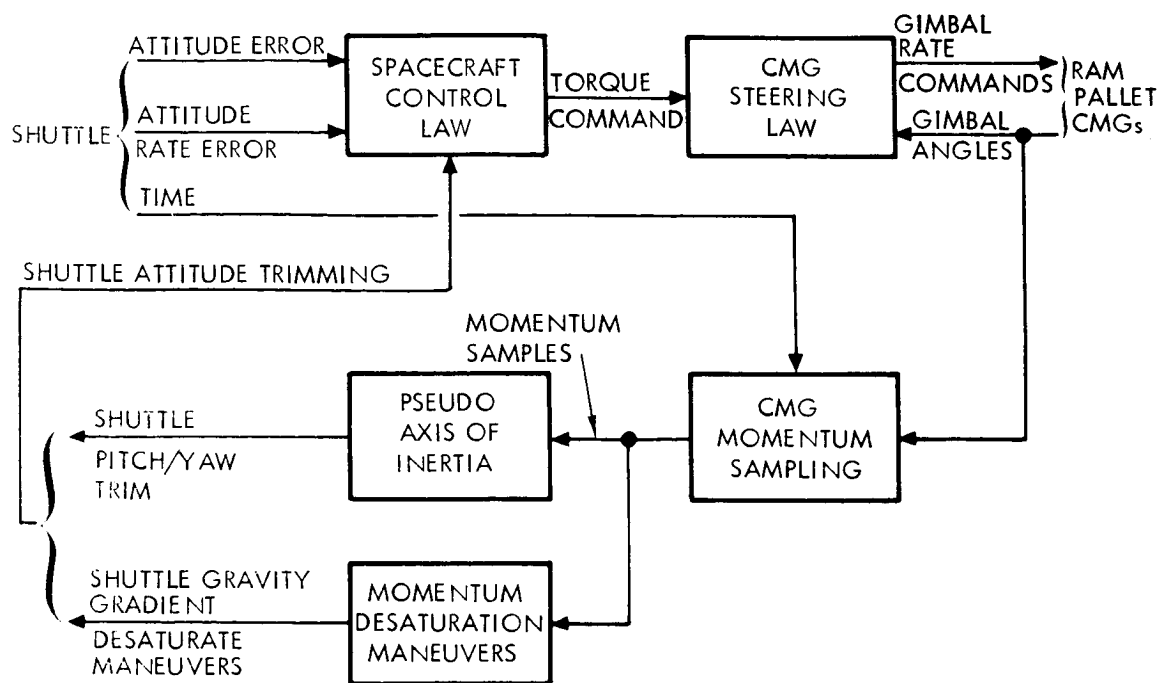 ATTITUDE ERROR
ATTITUDE
RATE ERROR
SHUTTLE
TIME
SPACECRAFT
CONTROL
LAW
TORQUE
COMMAND
CMG
STEERING
LAW
GIMBAL
RATE
COMMANDS
GIMBAL
ANGLES
RAM
PALLET
CMGs
SHUTTLE ATTITUDE TRIMMING
MOMENTUM
SAMPLES
SHUTTLE
PITCH/YAW
TRIM
PSEUDO
AXIS OF
INERTIA
CMG
MOMENTUM
SAMPLING
SHUTTLE GRAVITY
GRADIENT
DESATURATE
MANEUVERS
MOMENTUM
DESATURATION
MANEUVERS